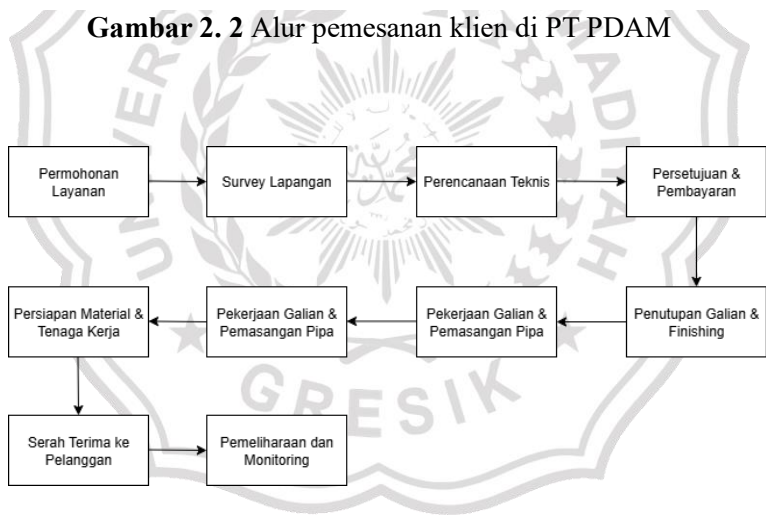 Gambar 2. 2 Alur pemesanan klien di PT PDAM
Permohonan
Layanan
Survey Lapangan
Perencanaan Teknis
Persetujuan &
Pembayaran
Penutupan Galian &
Finishing
Pekerjaan Galian &
Pemasangan Pipa
Pekerjaan Galian &
Pemasangan Pipa
Persiapan Material &
Tenaga Kerja
Serah Terima ke
Pelanggan
Pemeliharaan dan
Monitoring
GRESIK